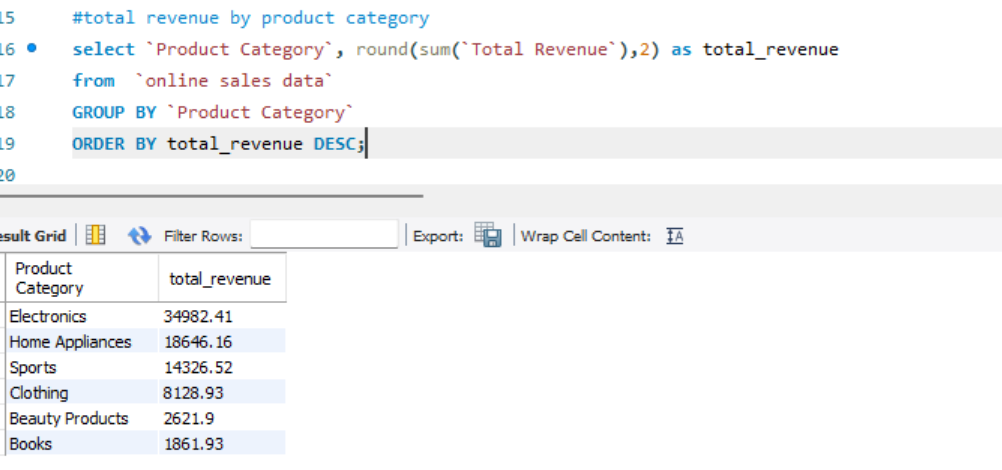 15 #total revenue by product category
16 select `Product Category`, round(sum(`Total Revenue`),2) as total_revenue
17 from `online sales data`
18 GROUP BY `Product Category`
19 ORDER BY total_revenue DESC;
20
esult Grid Filter Rows: Export: Wrap Cell Content: IA
Product Category total_revenue
Electronics 34982.41
Home Appliances 18646.16
Sports 14326.52
Clothing 8128.93
Beauty Products 2621.9
Books 1861.93